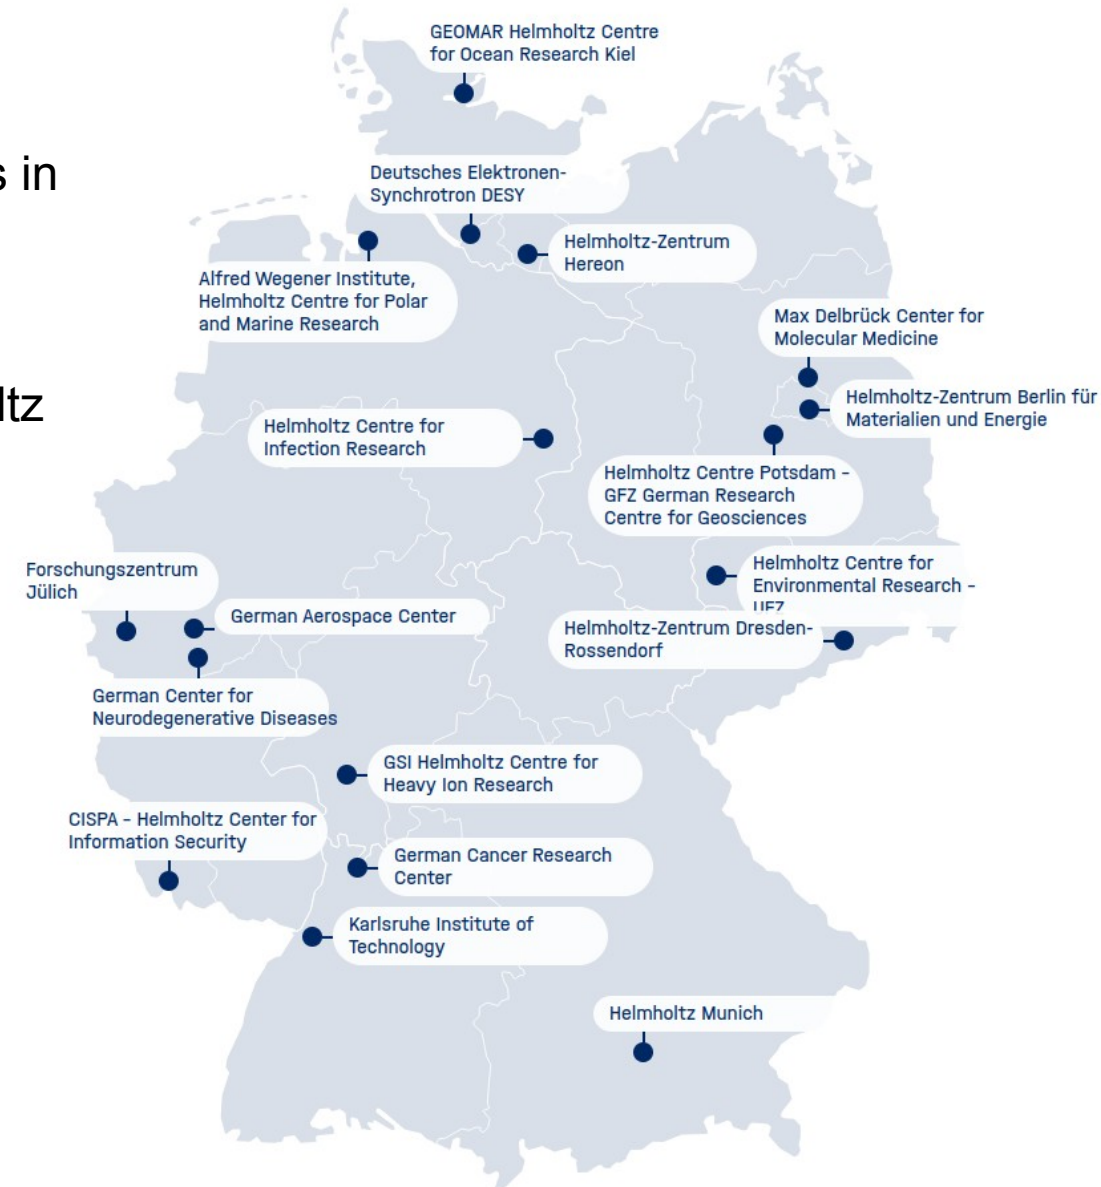 GEOMAR Helmholtz Centre
for Ocean Research Kiel
s in
Deutsches Elektronen-
Synchrotron DESY
Helmholtz-Zentrum
Hereon
Alfred Wegener Institute,
Helmholtz Centre for Polar
and Marine Research
Max Delbrück Center for
Molecular Medicine
ltz
Helmholtz-Zentrum Berlin für
Materialien und Energie
Helmholtz Centre for
Infection Research
Helmholtz Centre Potsdam –
GFZ German Research
Centre for Geosciences
Forschungszentrum
Jülich
German Aerospace Center
Helmholtz Centre for
Environmental Research –
UFZ
Helmholtz-Zentrum Dresden-
Rossendorf
German Center for
Neurodegenerative Diseases
GSI Helmholtz Centre for
Heavy Ion Research
CISPA – Helmholtz Center for
Information Security
German Cancer Research
Center
Karlsruhe Institute of
Technology
Helmholtz Munich